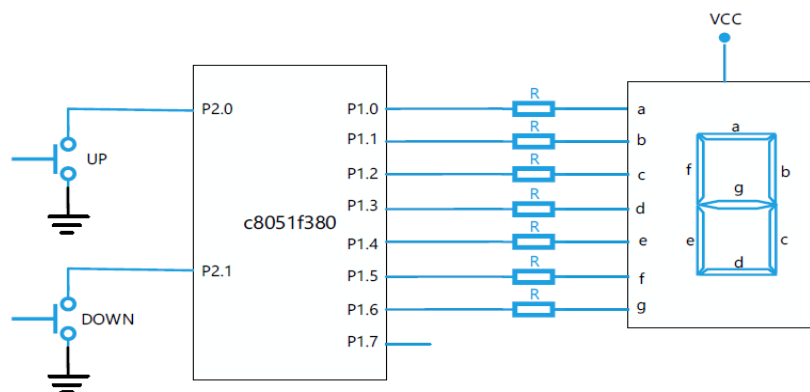 VCC
P2.0
UP
c8051f380
P2.1
DOWN
P1.0
P1.1
P1.2
P1.3
P1.4
P1.5
P1.6
P1.7
R
R
R
R
R
R
R
a
b
c
d
e
f
g
a
f
b
g
e
c
d